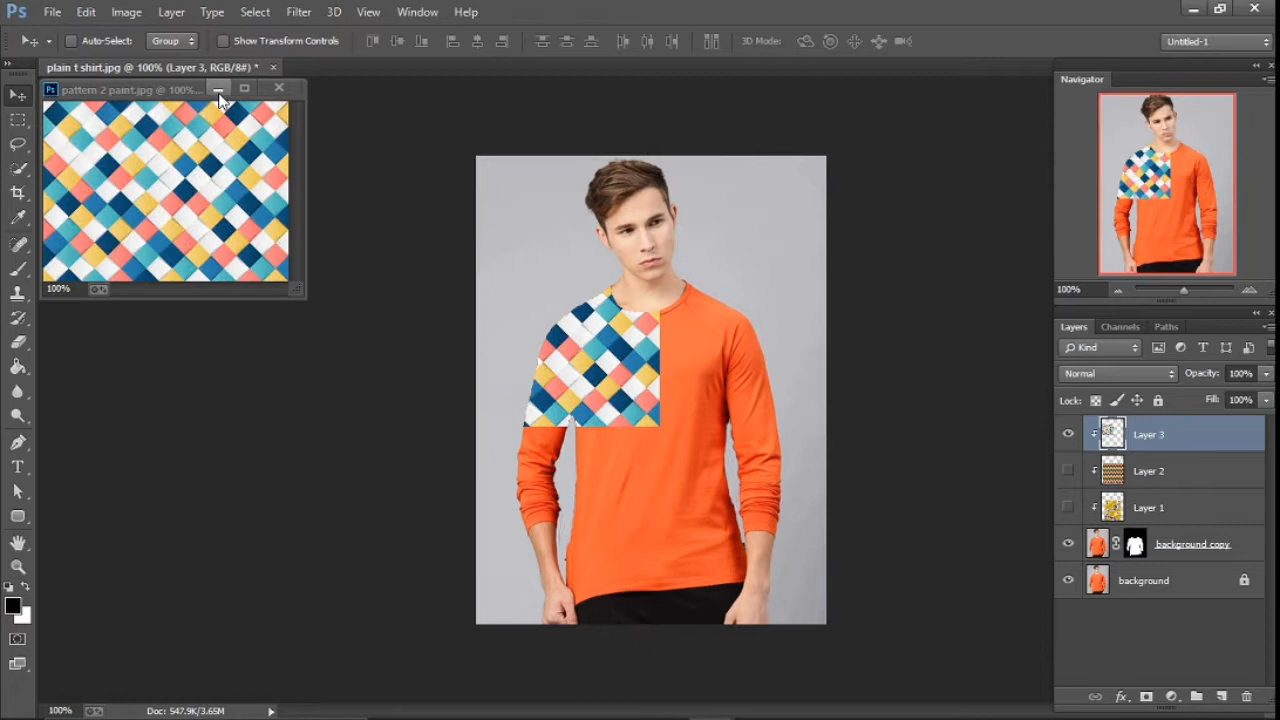 Ps File Edit Image Layer Type Select Filter 3D View Window Help
Auto-Select: Group Show Transform Controls 3D Mode: Untitled-1
plain t shirt.jpg @ 100% (Layer 3, RGB/8#) *
Ps pattern 2 paint.jpg @ 100%...
100%
Navigator
100%
Layers Channels Paths
Kind
Normal Opacity: 100%
Lock: Fill: 100%
Layer 3
Layer 2
Layer 1
background copy
background
fx
100% Doc: 547.9K/3.65M